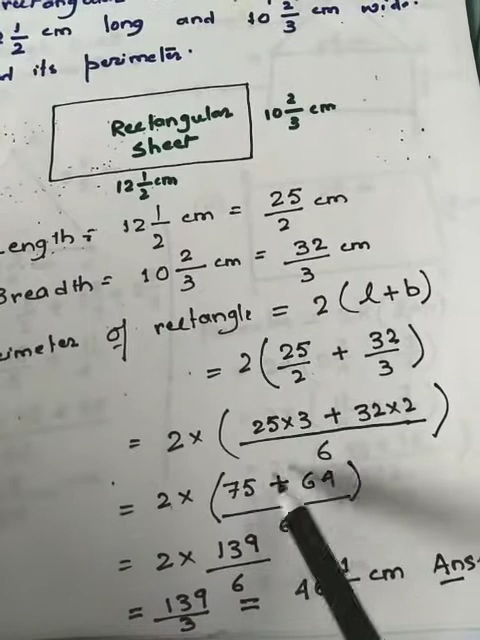 1/2 cm long and 10 2/3 cm wide.
its perimeter.
Rectangular
Sheet
10 2/3 cm
12 1/2 cm
Length = 12 1/2 cm = 25/2 cm
Breadth = 10 2/3 cm = 32/3 cm
of rectangle = 2(l+b)
= 2(25/2 + 32/3)
= 2 × (25×3 + 32×2 / 6)
= 2 × (75 + 64 / 6)
= 2 × 139/6
= 139/3 = cm Ans